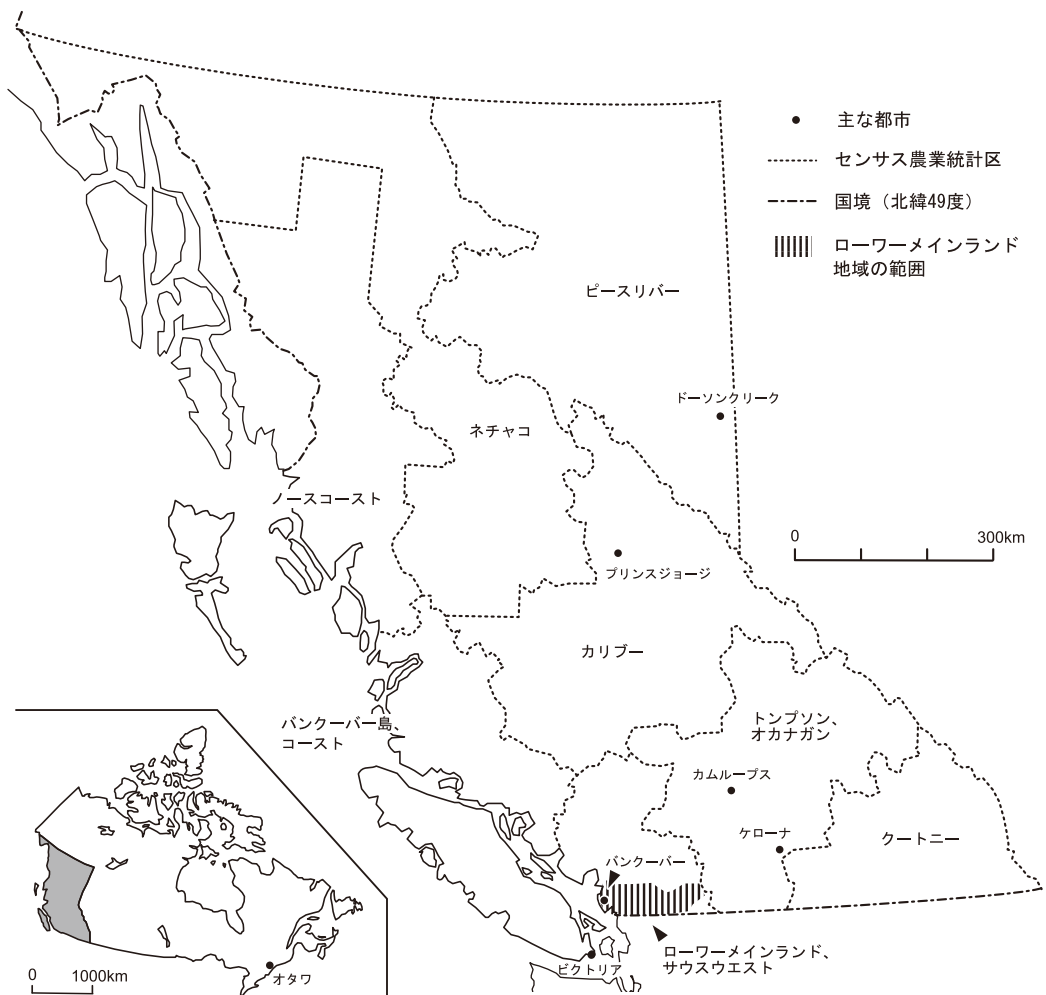 主な都市
センサス農業統計区
国境（北緯49度）
ローワーメインランド
地域の範囲
ピースリバー
ドーソンクリーク
ネチャコ
ノースコースト
0 300km
プリンスジョージ
カリブー
バンクーバー島、
コースト
トンプソン、
オカナガン
カムループス
ケローナ
クートニー
バンクーバー
ローワーメインランド、
サウスウエスト
ビクトリア
0 1000km
オタワ